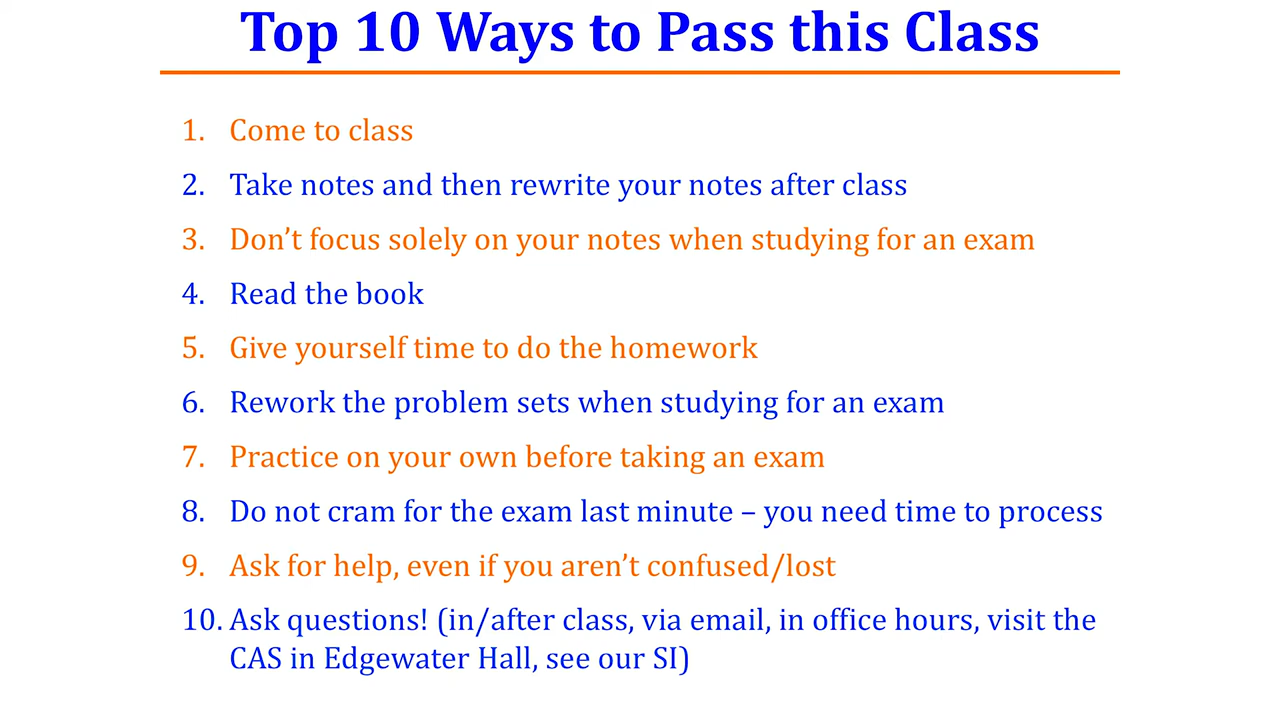 Top 10 Ways to Pass this Class
1. Come to class
2. Take notes and then rewrite your notes after class
3. Don’t focus solely on your notes when studying for an exam
4. Read the book
5. Give yourself time to do the homework
6. Rework the problem sets when studying for an exam
7. Practice on your own before taking an exam
8. Do not cram for the exam last minute – you need time to process
9. Ask for help, even if you aren’t confused/lost
10. Ask questions! (in/after class, via email, in office hours, visit the
CAS in Edgewater Hall, see our SI)